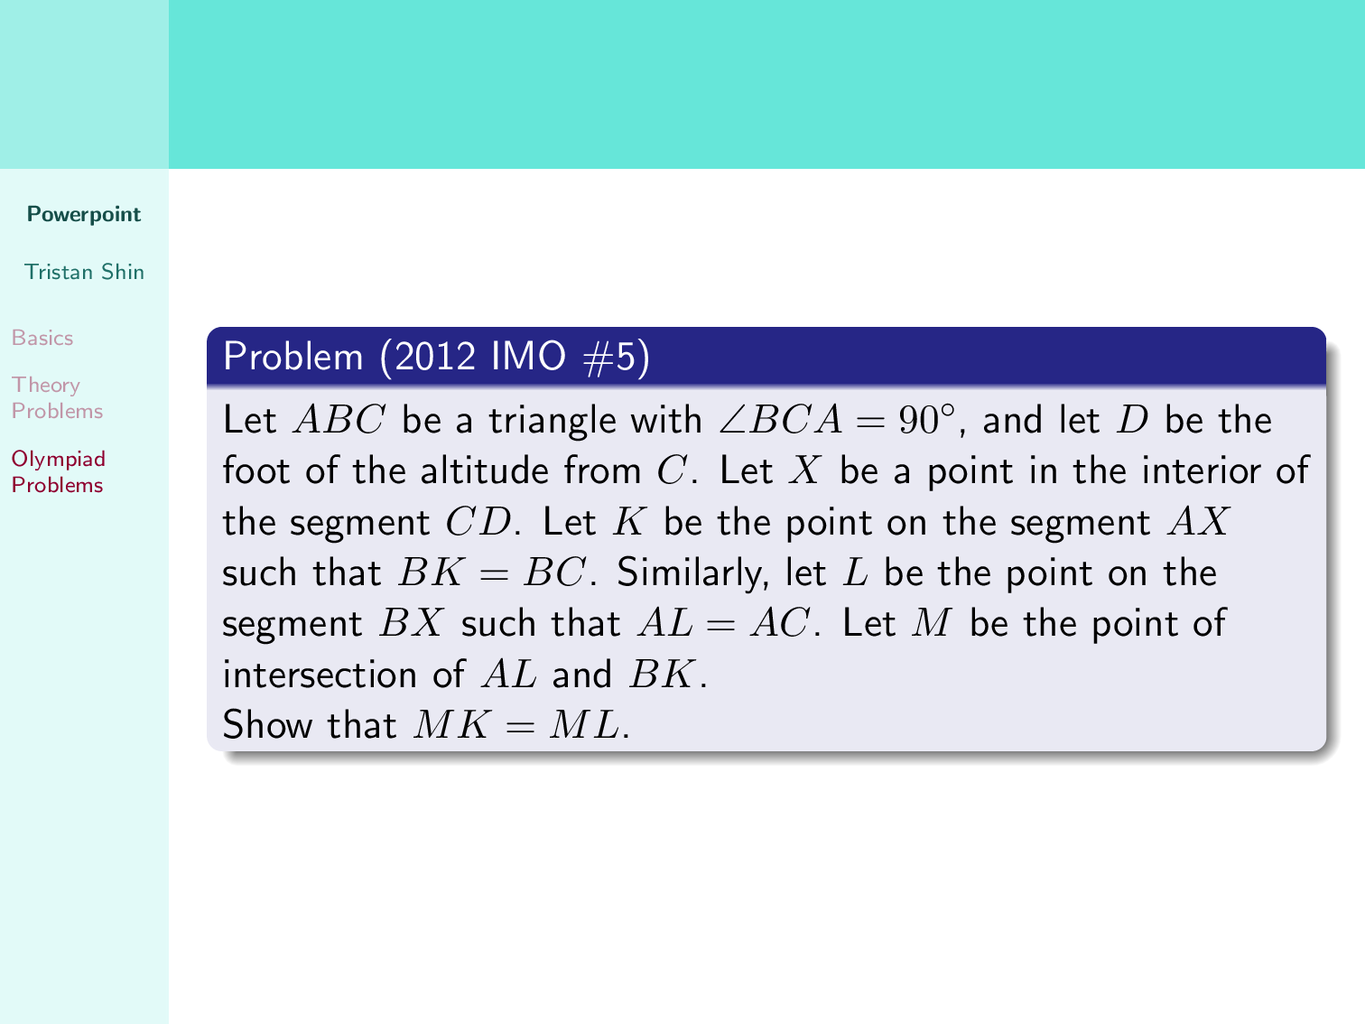 Powerpoint
Tristan Shin
Basics
Theory
Problems
Olympiad
Problems
Problem (2012 IMO #5)
Let ABC be a triangle with ∠BCA = 90°, and let D be the
foot of the altitude from C. Let X be a point in the interior of
the segment CD. Let K be the point on the segment AX
such that BK = BC. Similarly, let L be the point on the
segment BX such that AL = AC. Let M be the point of
intersection of AL and BK.
Show that MK = ML.